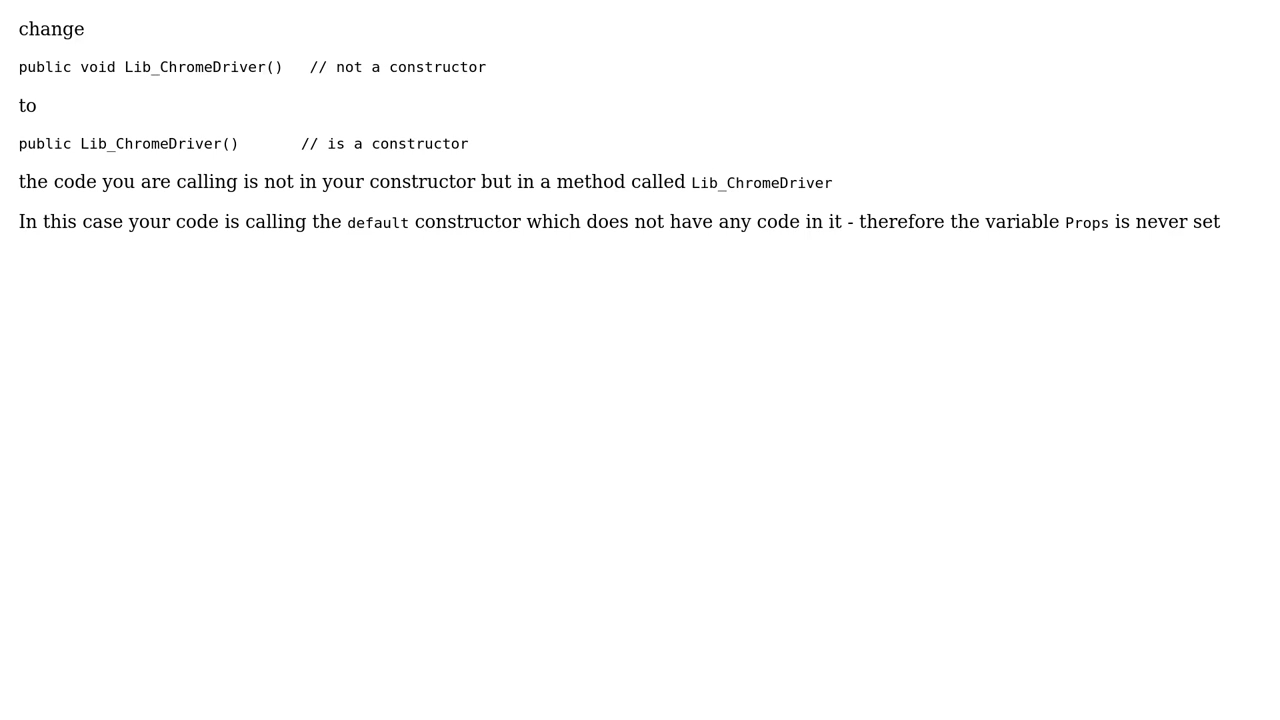 change
public void Lib_ChromeDriver()   // not a constructor
to
public Lib_ChromeDriver()       // is a constructor
the code you are calling is not in your constructor but in a method called Lib_ChromeDriver
In this case your code is calling the default constructor which does not have any code in it - therefore the variable Props is never set